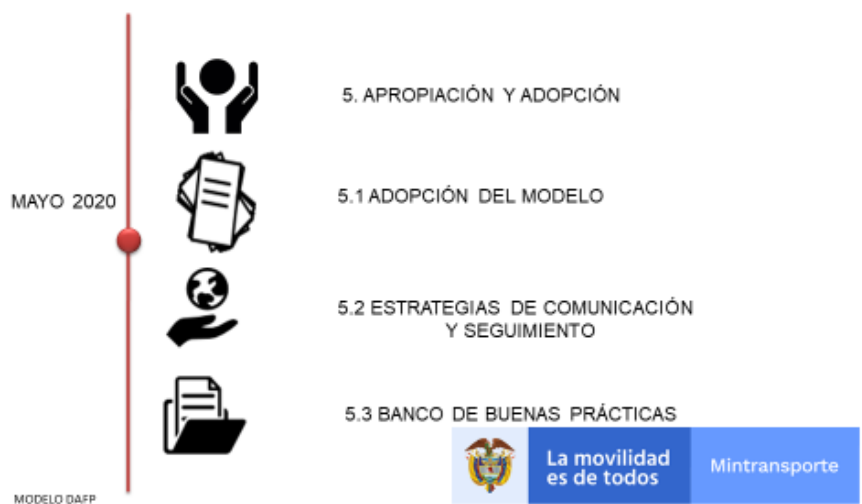 5. APROPIACIÓN Y ADOPCIÓN
MAYO 2020
5.1 ADOPCIÓN DEL MODELO
5.2 ESTRATEGIAS DE COMUNICACIÓN
Y SEGUIMIENTO
5.3 BANCO DE BUENAS PRÁCTICAS
La movilidad
es de todos
Mintransporte
MODELO DAFP